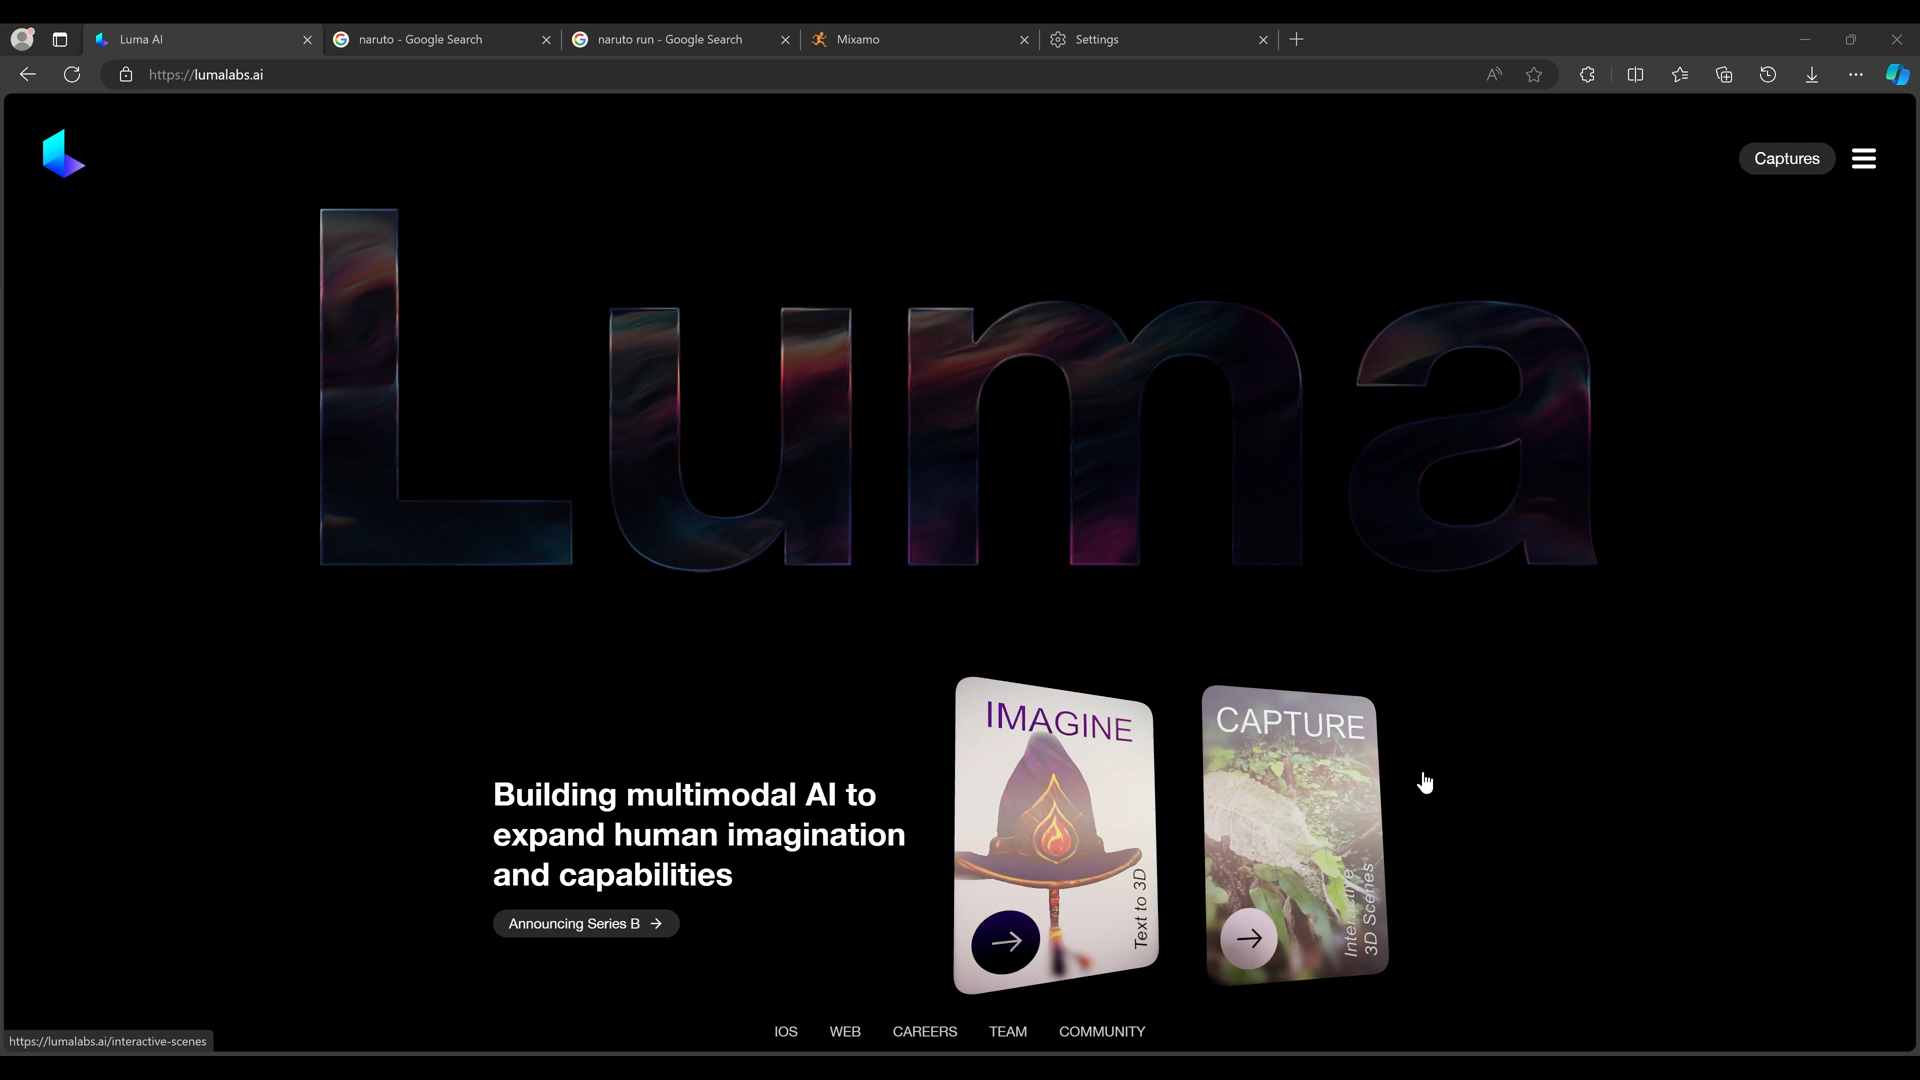 Luma AI
naruto - Google Search
naruto run - Google Search
Mixamo
Settings
https://lumalabs.ai
Captures
Luma
IMAGINE
Text to 3D
CAPTURE
Interactive
3D Scenes
Building multimodal AI to
expand human imagination
and capabilities
Announcing Series B
IOS
WEB
CAREERS
TEAM
COMMUNITY
https://lumalabs.ai/interactive-scenes